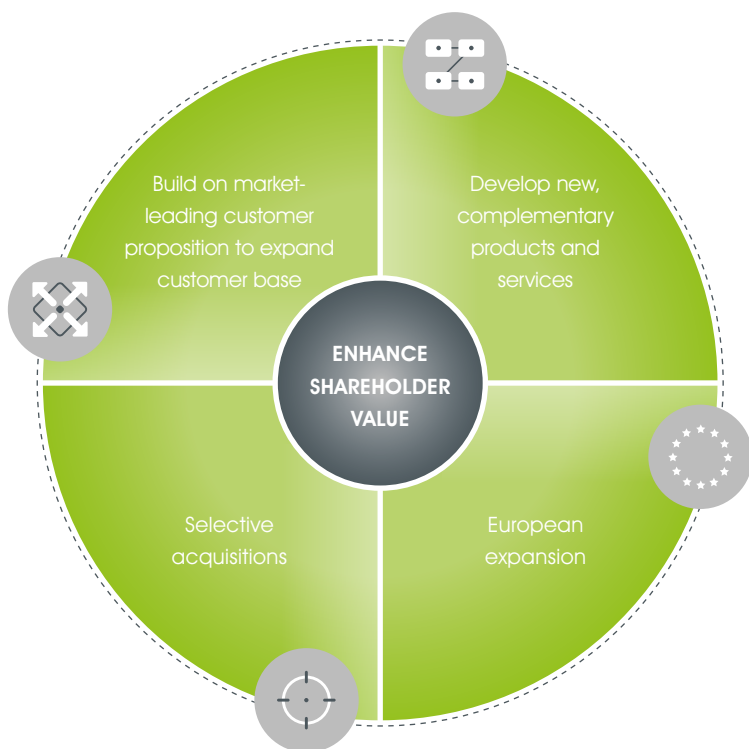 Build on market-
leading customer
proposition to expand
customer base
Develop new,
complementary
products and
services
ENHANCE
SHAREHOLDER
VALUE
Selective
acquisitions
European
expansion